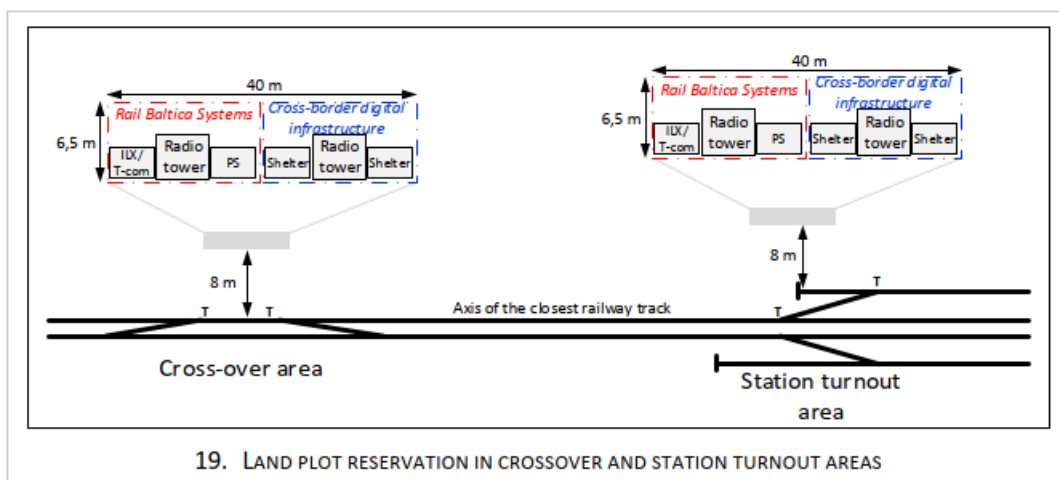 40 m
Rail Baltica Systems
Cross-border digital
infrastructure
6,5 m
ILX/
T-com
Radio
tower
PS
Shelter
Radio
tower
Shelter
8 m
40 m
Rail Baltica Systems
Cross-border digital
infrastructure
6,5 m
ILX/
T-com
Radio
tower
PS
Shelter
Radio
tower
Shelter
8 m
T
T
T
Axis of the closest railway track
T
Cross-over area
Station turnout
area
19. LAND PLOT RESERVATION IN CROSSOVER AND STATION TURNOUT AREAS